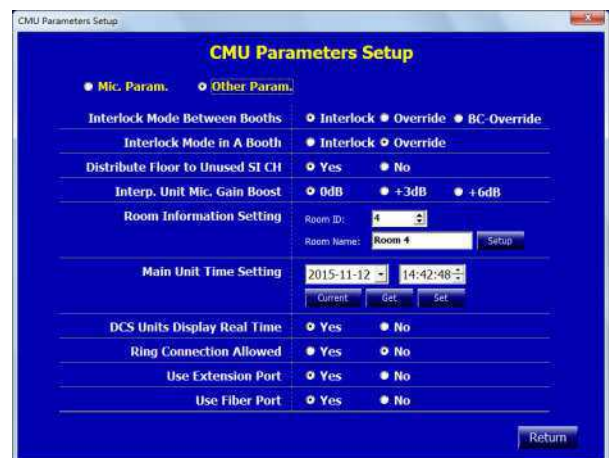 CMU Parameters Setup
CMU Parameters Setup
Mic. Param. Other Param.
Interlock Mode Between Booths Interlock Override BC-Override
Interlock Mode in A Booth Interlock Override
Distribute Floor to Unused SI CH Yes No
Interp. Unit Mic. Gain Boost 0dB +3dB +6dB
Room Information Setting Room ID: 4
Room Name: Room 4 Setup
Main Unit Time Setting 2015-11-12 14:42:48
Current Get Set
DCS Units Display Real Time Yes No
Ring Connection Allowed Yes No
Use Extension Port Yes No
Use Fiber Port Yes No
Return